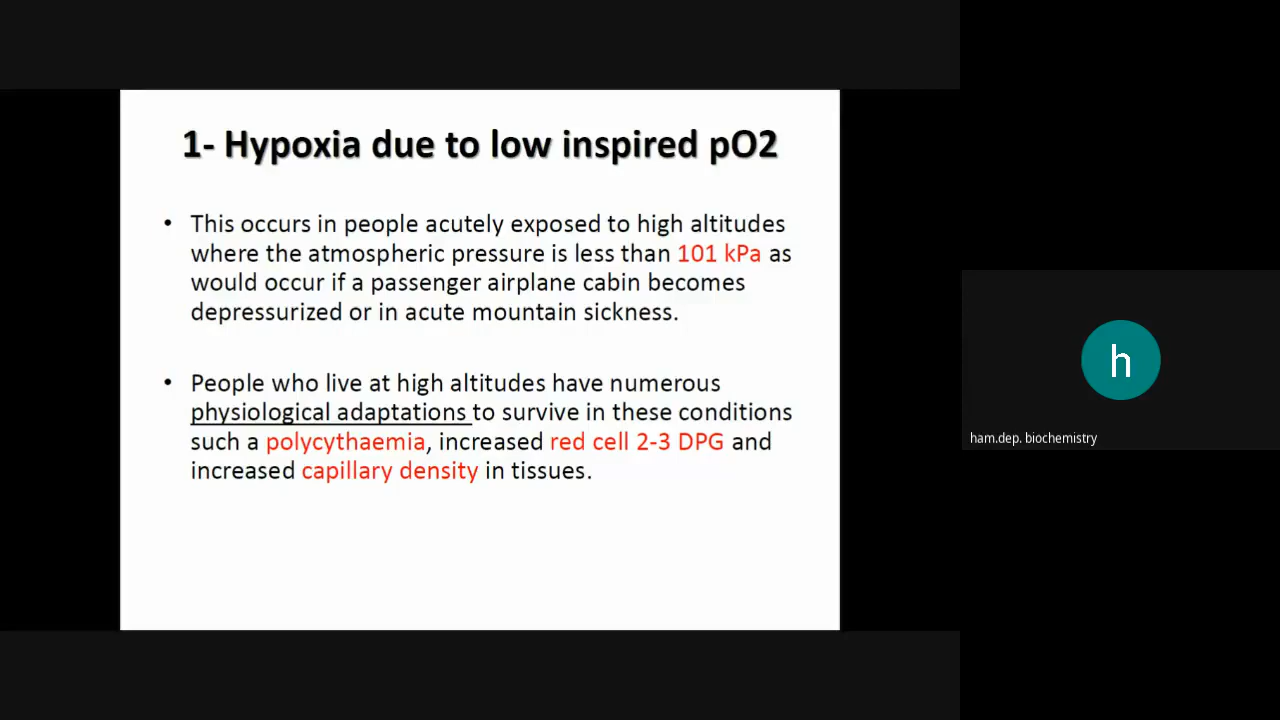 1- Hypoxia due to low inspired pO2
• This occurs in people acutely exposed to high altitudes
where the atmospheric pressure is less than 101 kPa as
would occur if a passenger airplane cabin becomes
depressurized or in acute mountain sickness.
• People who live at high altitudes have numerous
physiological adaptations to survive in these conditions
such a polycythaemia, increased red cell 2-3 DPG and
increased capillary density in tissues.
h
ham.dep. biochemistry